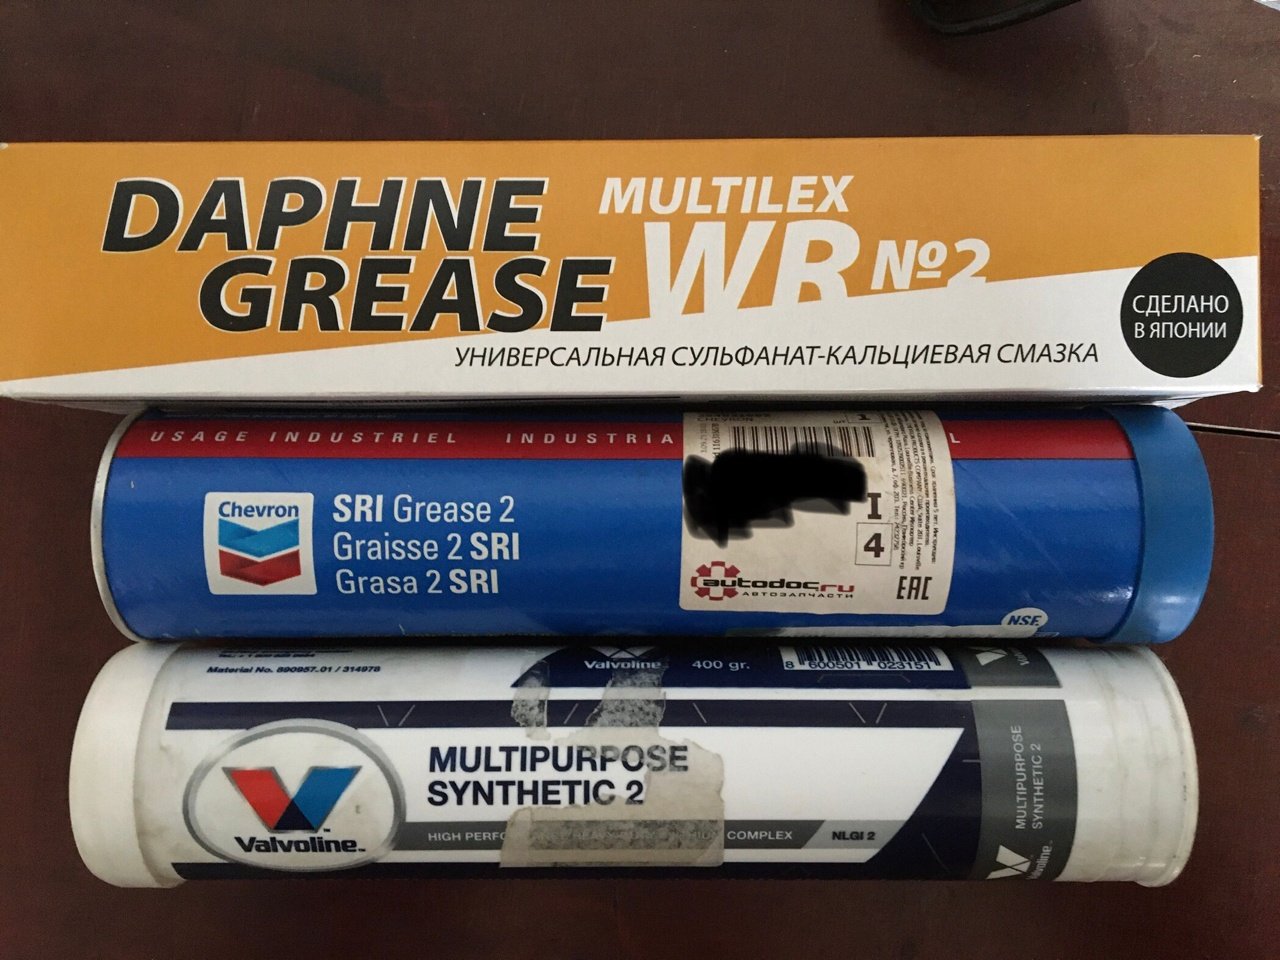 DAPHNE
GREASE
MULTILEX
WR №2
УНИВЕРСАЛЬНАЯ СУЛЬФАНАТ-КАЛЬЦИЕВАЯ СМАЗКА
СДЕЛАНО
В ЯПОНИИ
USAGE INDUSTRIEL INDUSTRIA
L
Chevron
SRI Grease 2
Graisse 2 SRI
Grasa 2 SRI
CHEVRON
1
I
4
autodoc.ru
АВТОЗАПЧАСТИ
EAC
NSF
Material No. 890957.01 / 314978
Valvoline
400 gr.
8 600501 023151
MULTIPURPOSE
SYNTHETIC 2
HIGH COMPLEX
NLGI 2
Valvoline
MULTIPURPOSE
SYNTHETIC 2
Valvoline